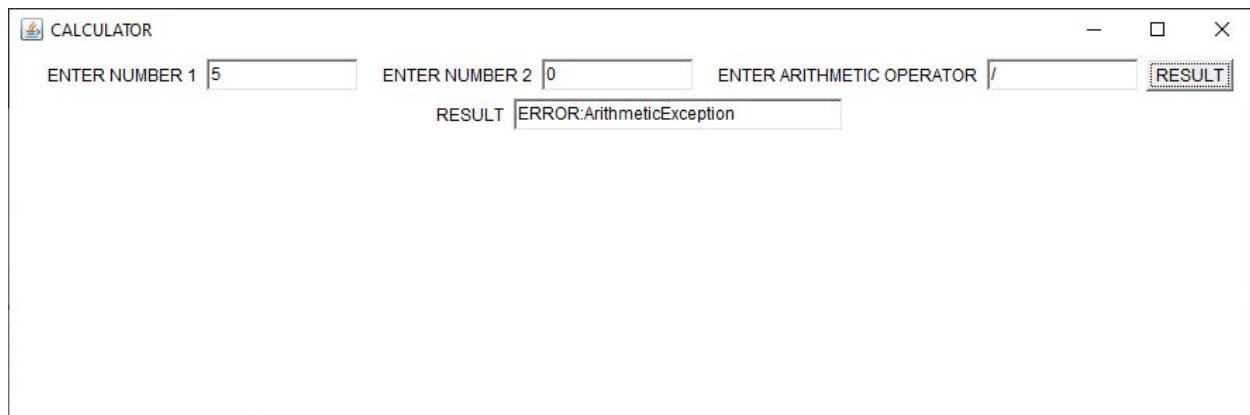 CALCULATOR
ENTER NUMBER 1 5 ENTER NUMBER 2 0 ENTER ARITHMETIC OPERATOR / RESULT
RESULT ERROR:ArithmeticException